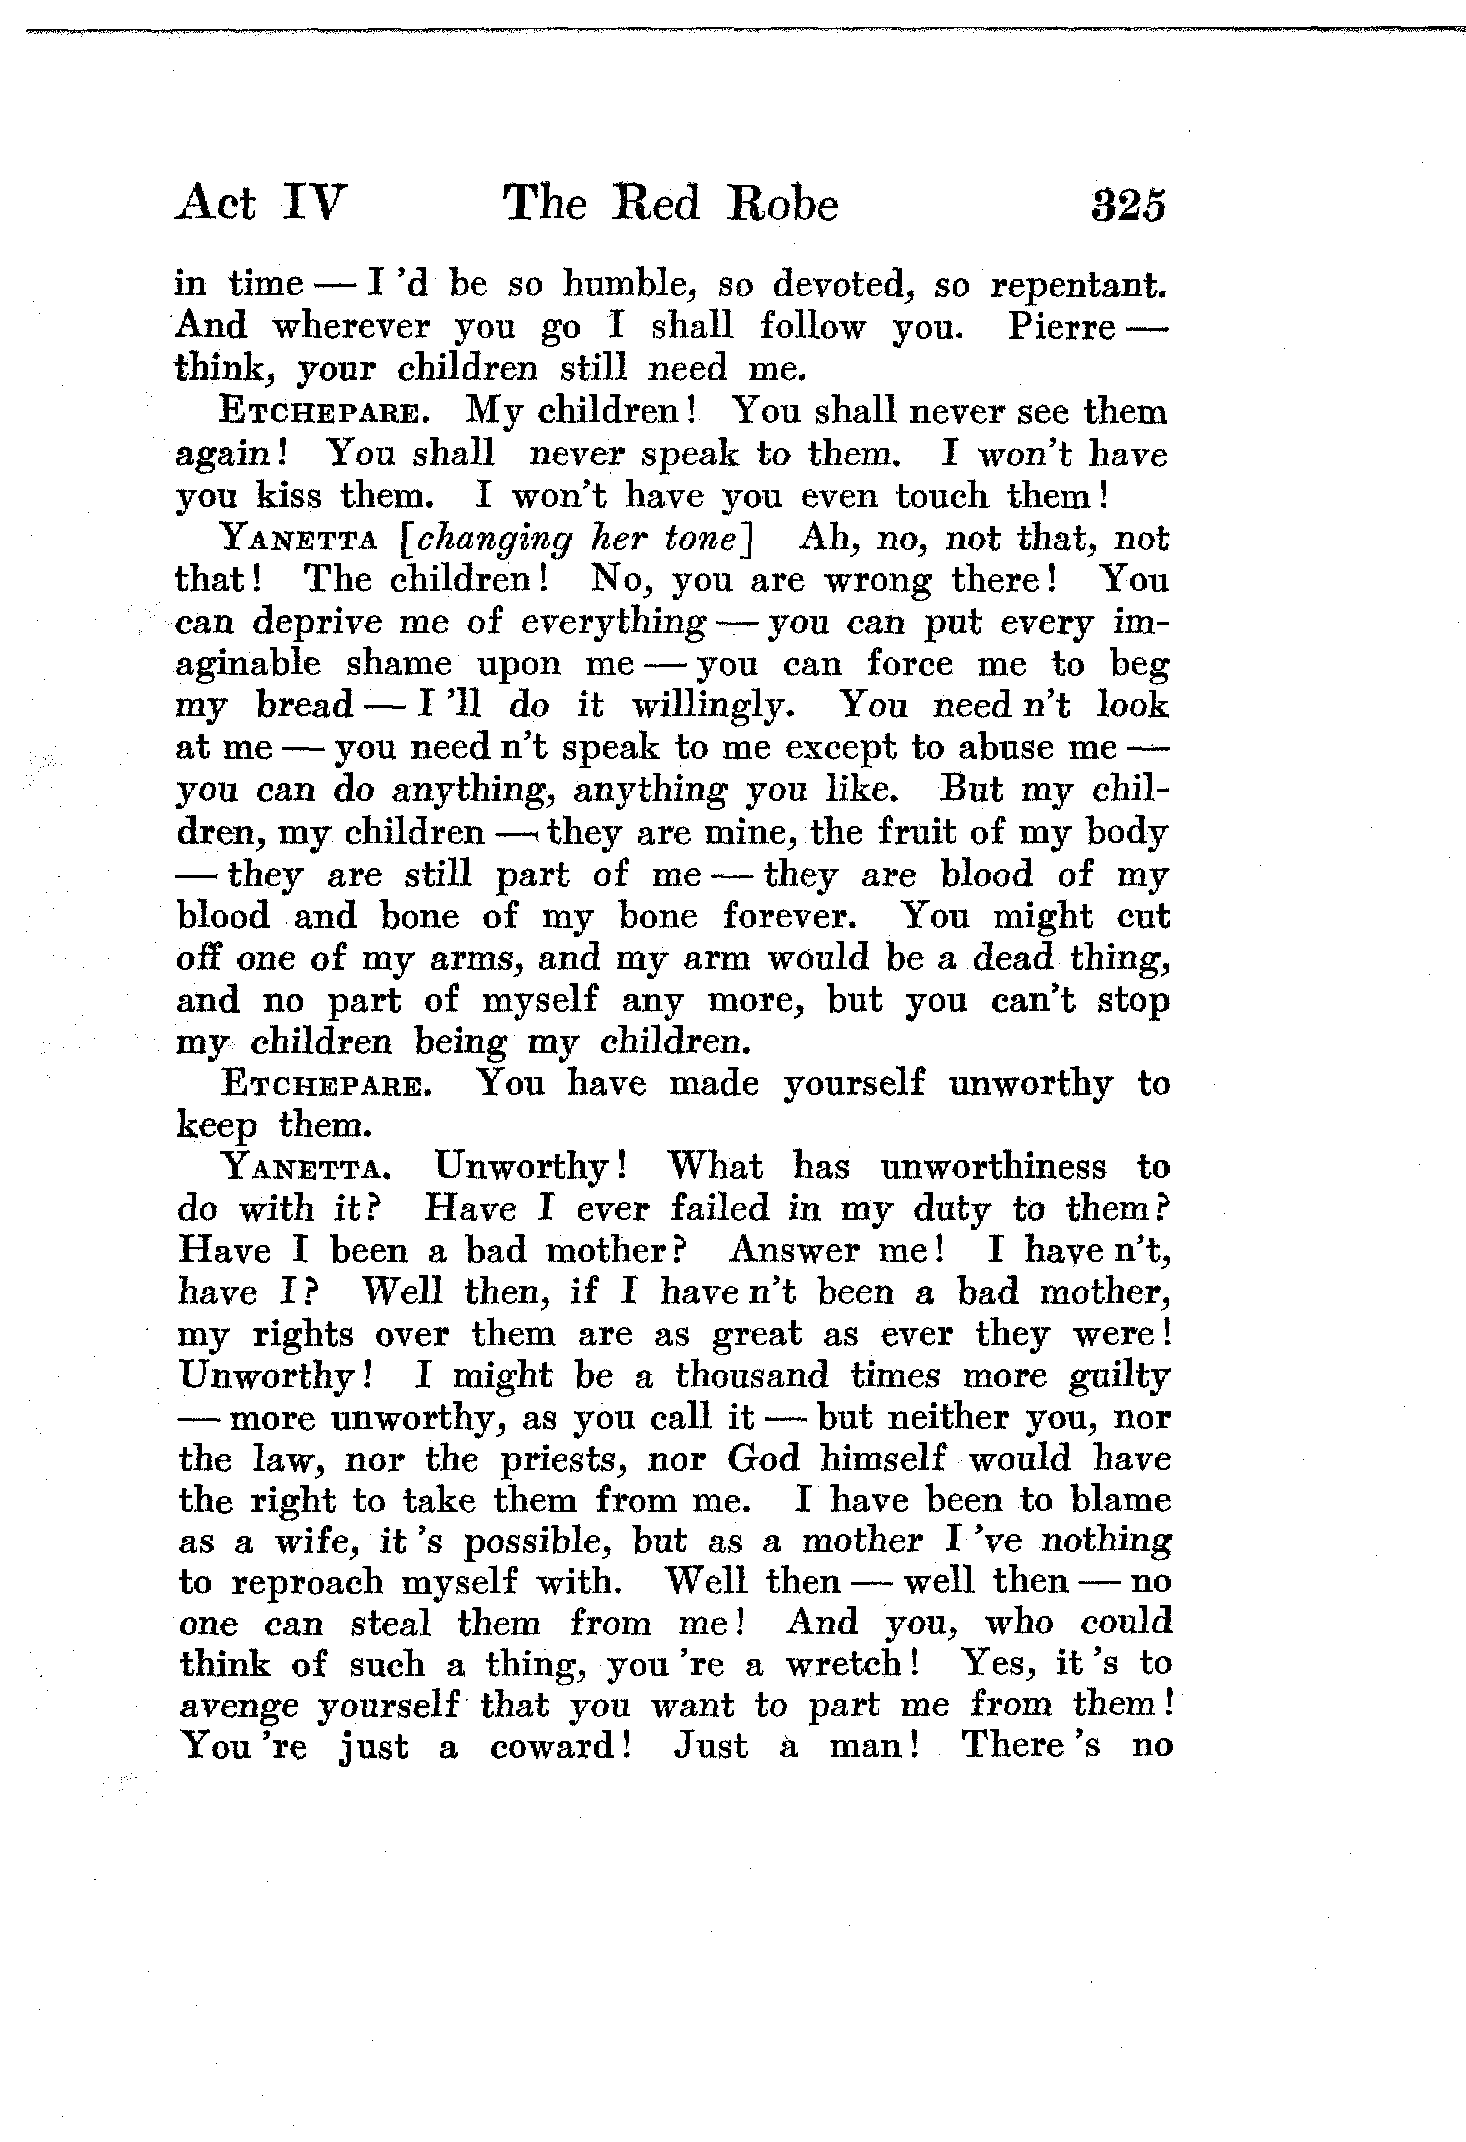 Act IV The Red Robe 325
in time — I 'd be so humble, so devoted, so repentant.
And wherever you go I shall follow you. Pierre —
think, your children still need me.
ETCHEPARE. My children! You shall never see them
again! You shall never speak to them. I won't have
you kiss them. I won't have you even touch them!
YANETTA [changing her tone] Ah, no, not that, not
that! The children! No, you are wrong there! You
can deprive me of everything — you can put every im-
aginable shame upon me — you can force me to beg
my bread — I 'll do it willingly. You need n't look
at me — you need n't speak to me except to abuse me —
you can do anything, anything you like. But my chil-
dren, my children — they are mine, the fruit of my body
— they are still part of me — they are blood of my
blood and bone of my bone forever. You might cut
off one of my arms, and my arm would be a dead thing,
and no part of myself any more, but you can't stop
my children being my children.
ETCHEPARE. You have made yourself unworthy to
keep them.
YANETTA. Unworthy! What has unworthiness to
do with it? Have I ever failed in my duty to them?
Have I been a bad mother? Answer me! I have n't,
have I? Well then, if I have n't been a bad mother,
my rights over them are as great as ever they were!
Unworthy! I might be a thousand times more guilty
— more unworthy, as you call it — but neither you, nor
the law, nor the priests, nor God himself would have
the right to take them from me. I have been to blame
as a wife, it 's possible, but as a mother I 've nothing
to reproach myself with. Well then — well then — no
one can steal them from me! And you, who could
think of such a thing, you 're a wretch! Yes, it 's to
avenge yourself that you want to part me from them!
You 're just a coward! Just a man! There 's no